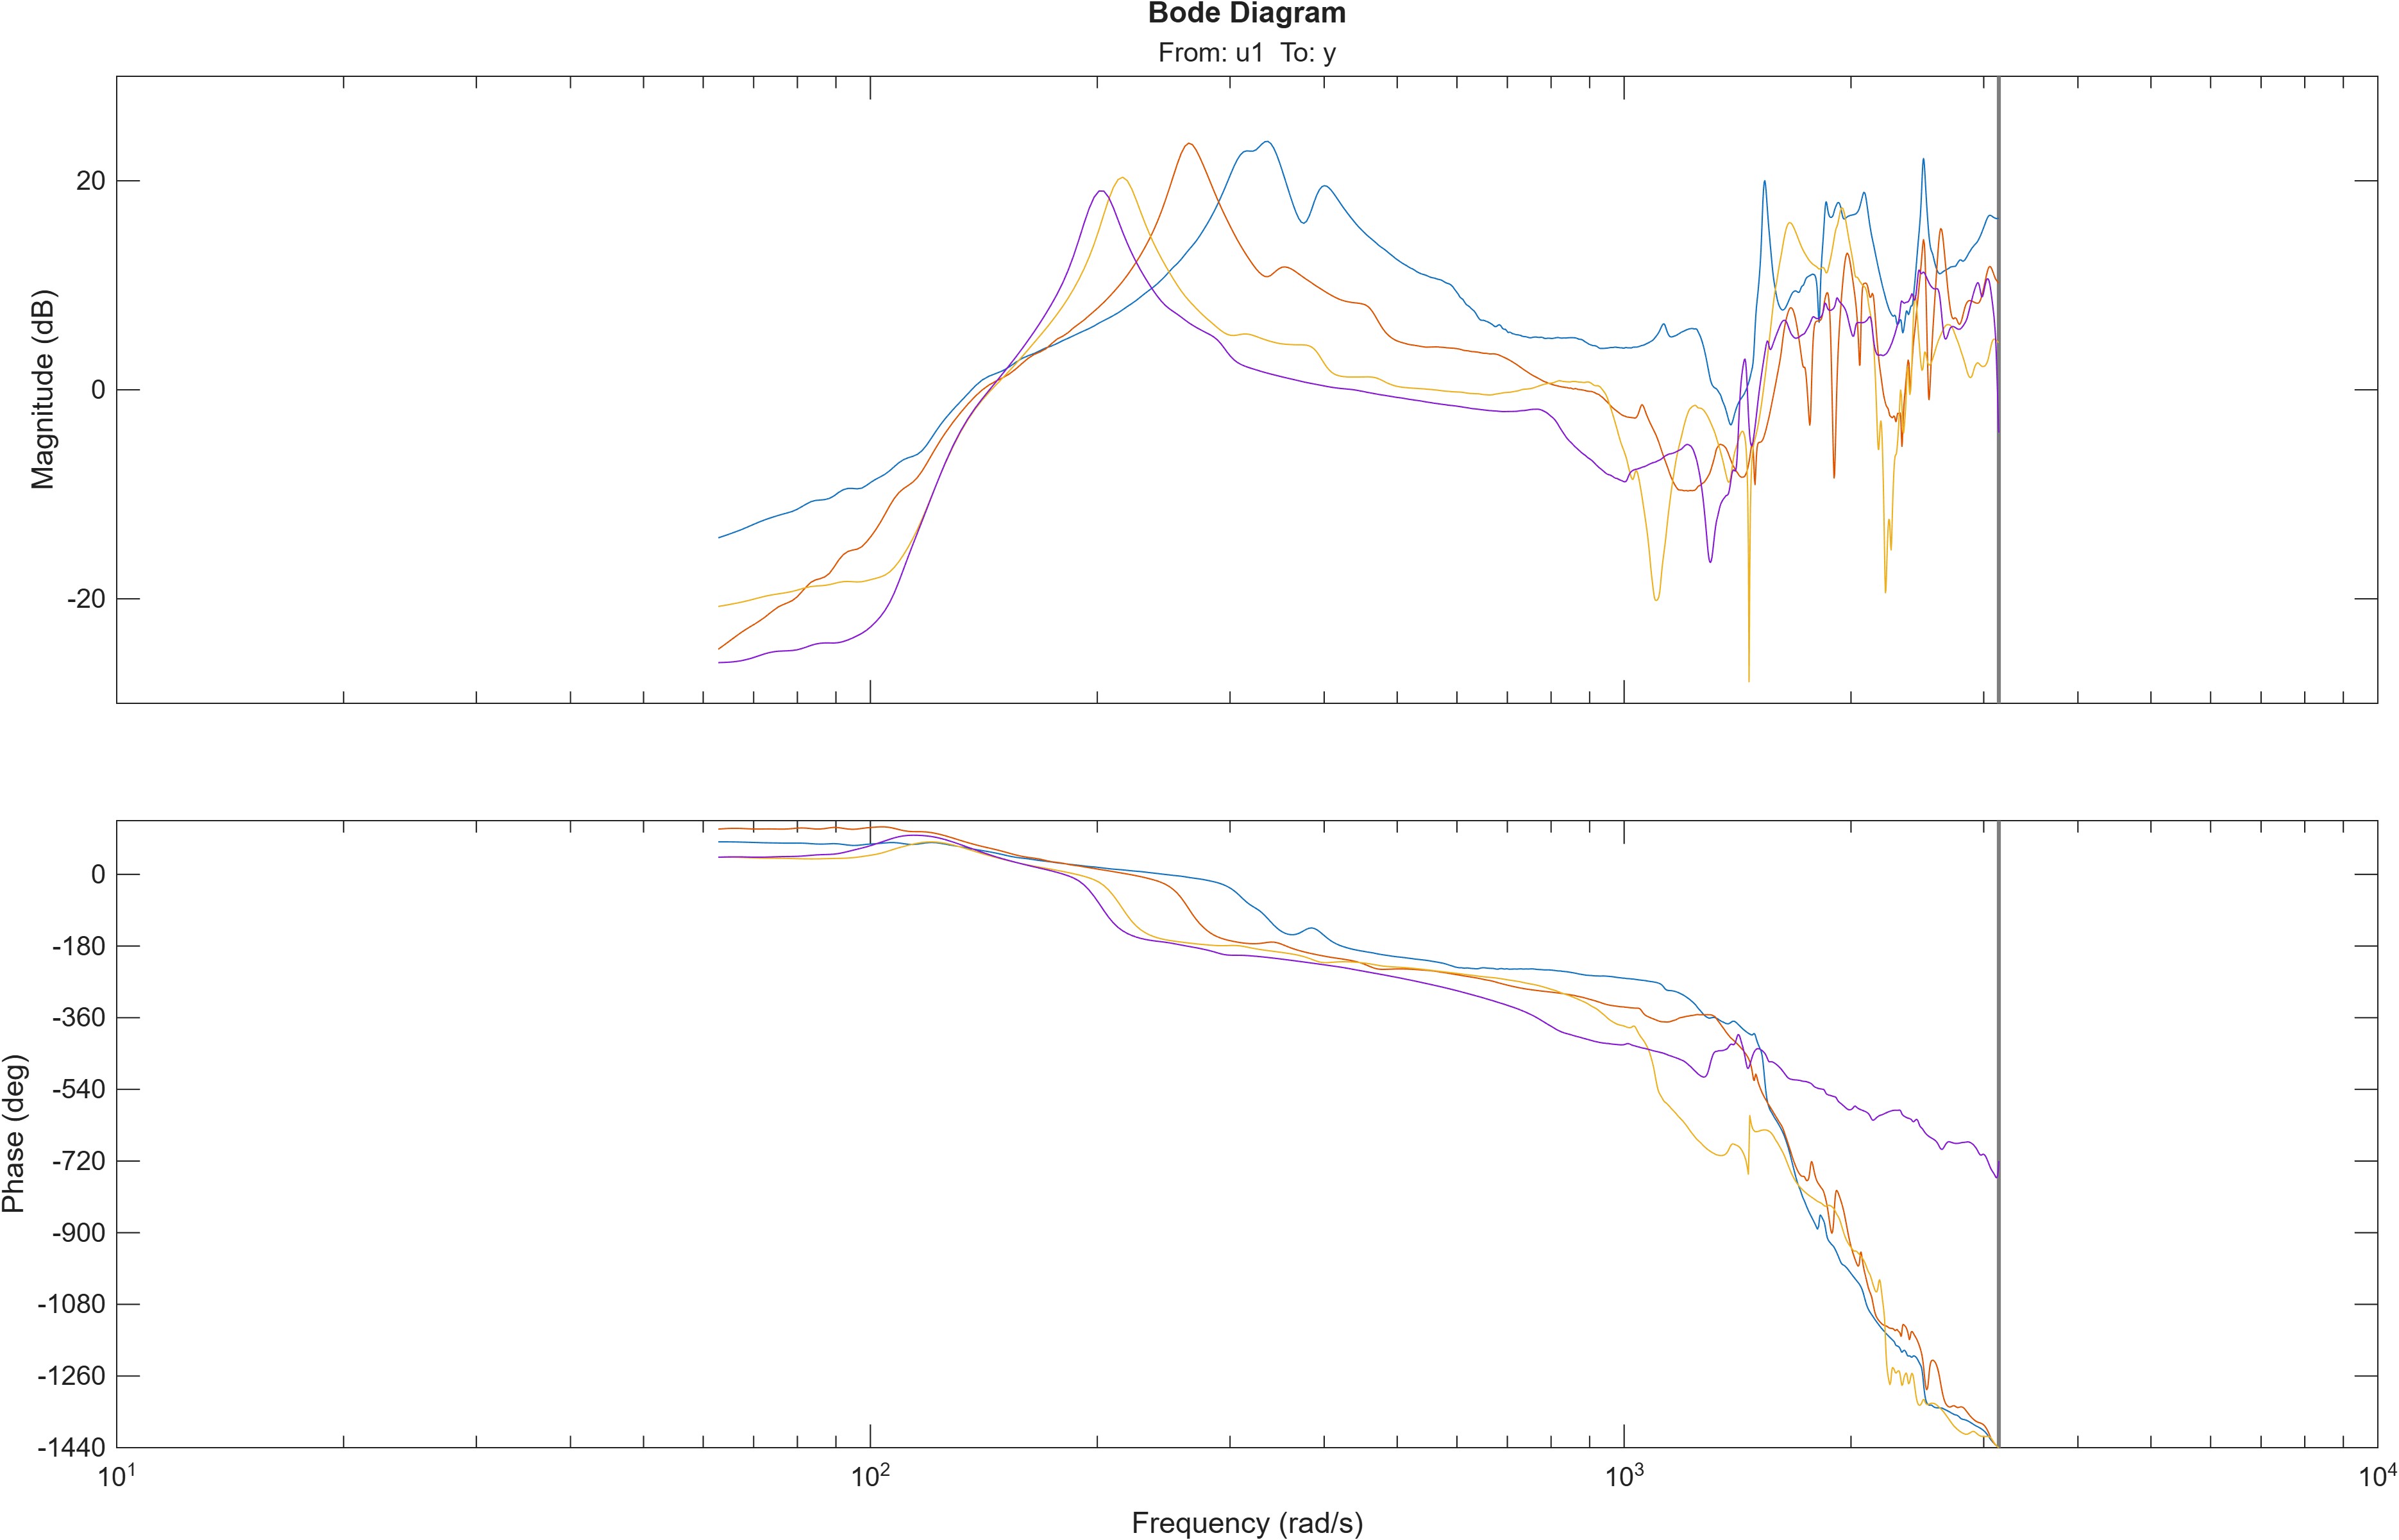 Bode Diagram
From: u1  To: y
Magnitude (dB)
20
0
-20
Phase (deg)
0
-180
-360
-540
-720
-900
-1080
-1260
-1440
10¹ 10² 10³ 10⁴
Frequency (rad/s)